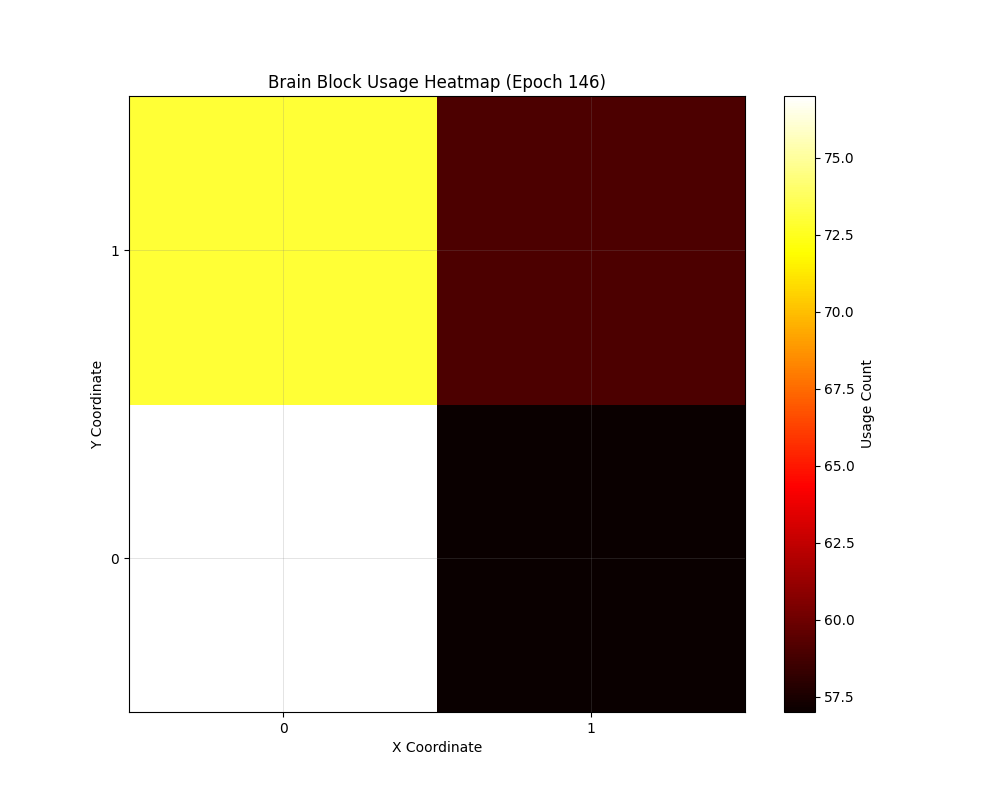 Brain Block Usage Heatmap (Epoch 146)
Y Coordinate
1
0
0 1
X Coordinate
75.0
72.5
70.0
67.5
65.0
62.5
60.0
57.5
Usage Count